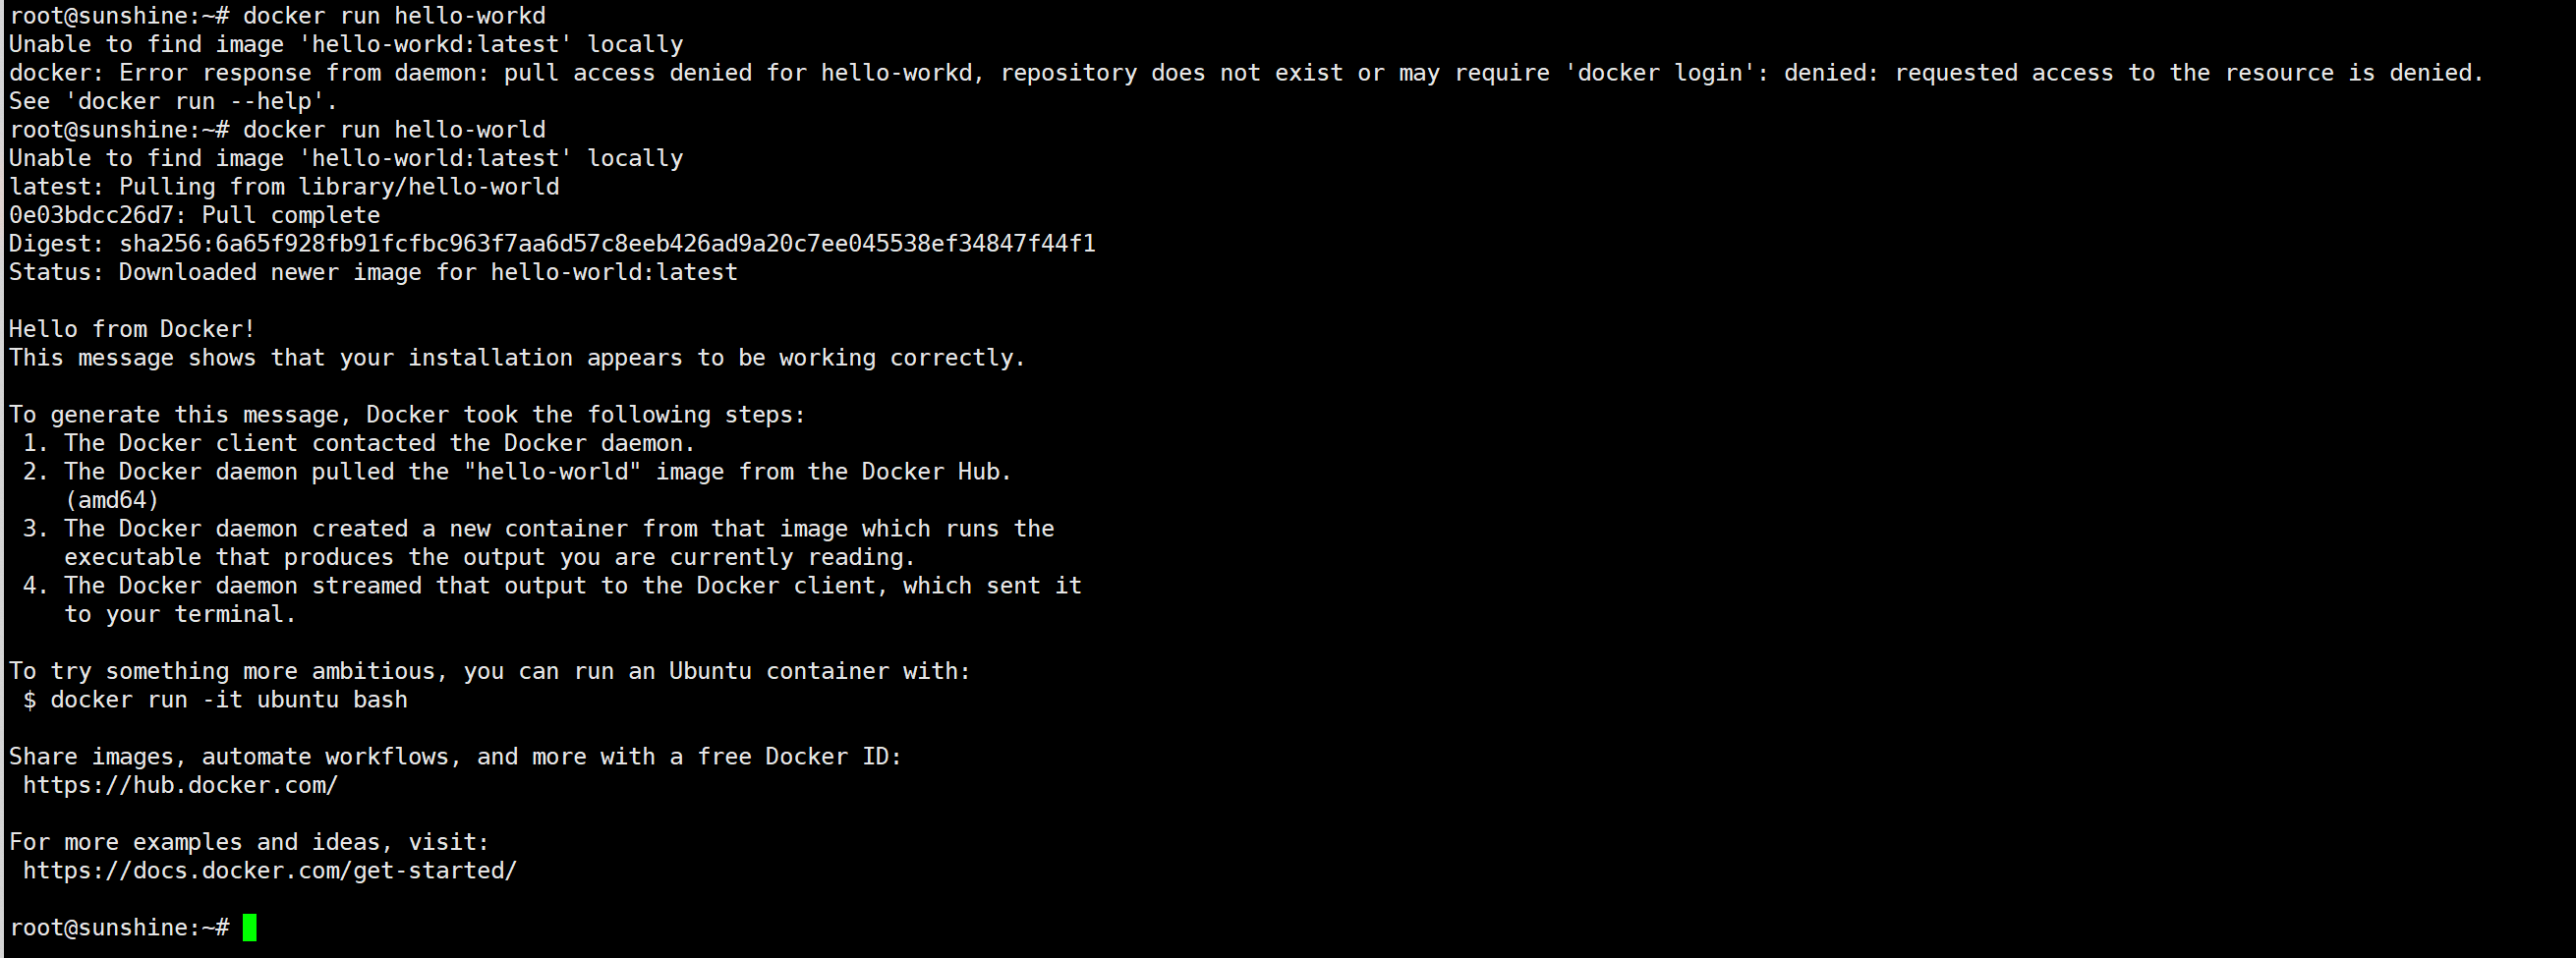 root@sunshine:~# docker run hello-workd
Unable to find image 'hello-workd:latest' locally
docker: Error response from daemon: pull access denied for hello-workd, repository does not exist or may require 'docker login': denied: requested access to the resource is denied.
See 'docker run --help'.
root@sunshine:~# docker run hello-world
Unable to find image 'hello-world:latest' locally
latest: Pulling from library/hello-world
0e03bdcc26d7: Pull complete
Digest: sha256:6a65f928fb91fcfbc963f7aa6d57c8eeb426ad9a20c7ee045538ef34847f44f1
Status: Downloaded newer image for hello-world:latest

Hello from Docker!
This message shows that your installation appears to be working correctly.

To generate this message, Docker took the following steps:
 1. The Docker client contacted the Docker daemon.
 2. The Docker daemon pulled the "hello-world" image from the Docker Hub.
    (amd64)
 3. The Docker daemon created a new container from that image which runs the
    executable that produces the output you are currently reading.
 4. The Docker daemon streamed that output to the Docker client, which sent it
    to your terminal.

To try something more ambitious, you can run an Ubuntu container with:
 $ docker run -it ubuntu bash

Share images, automate workflows, and more with a free Docker ID:
 https://hub.docker.com/

For more examples and ideas, visit:
 https://docs.docker.com/get-started/

root@sunshine:~#